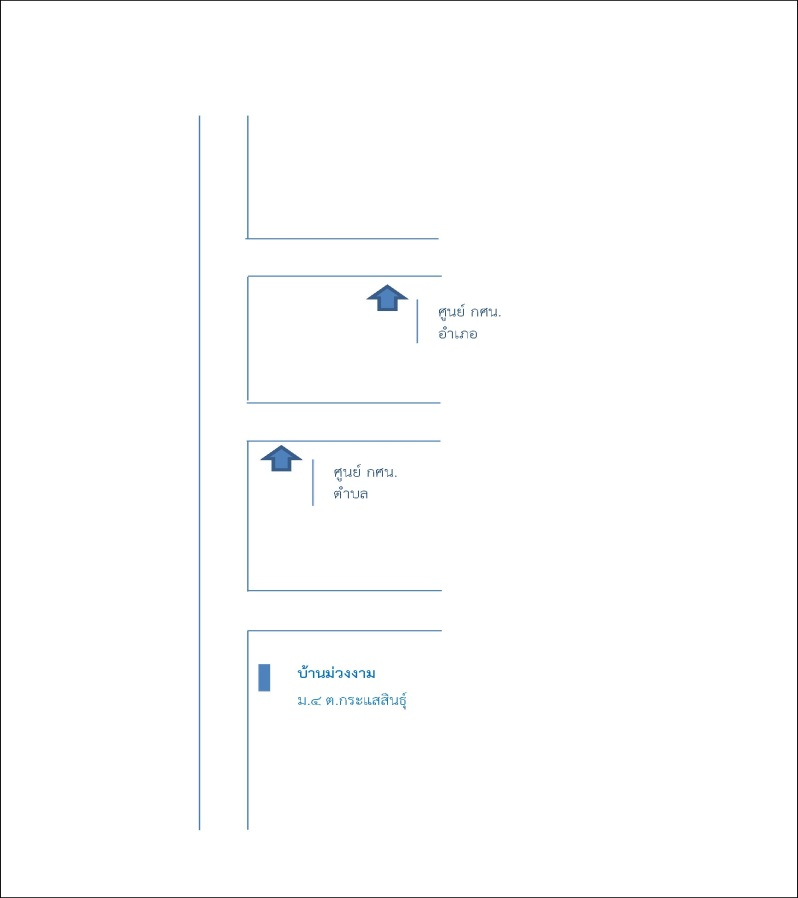 ศูนย์ กศน.
อำเภอ
ศูนย์ กศน.
ตำบล
บ้านม่วงงาม
ม.๔ ต.กระแสสินธุ์